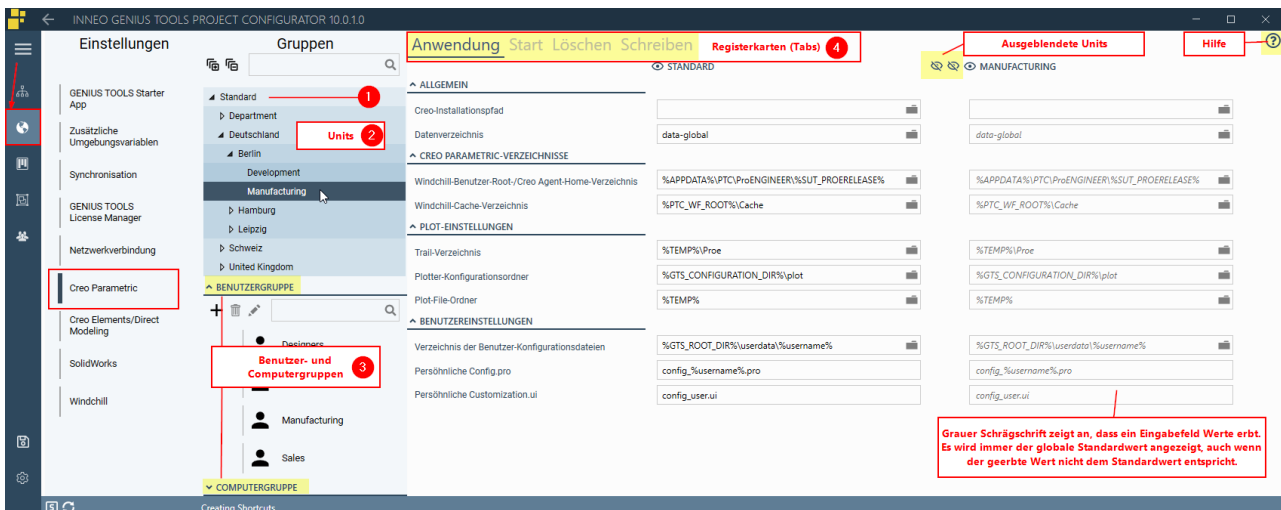 INNEO GENIUS TOOLS PROJECT CONFIGURATOR 10.0.1.0
Einstellungen
GENIUS TOOLS Starter
App
Zusätzliche
Umgebungsvariablen
Synchronisation
GENIUS TOOLS
License Manager
Netzwerkverbindung
Creo Parametric
Creo Elements/Direct
Modeling
SolidWorks
Windchill
Gruppen
Standard
1
Department
Deutschland
Units 2
Berlin
Development
Manufacturing
Hamburg
Leipzig
Schweiz
United Kingdom
BENUTZERGRUPPE
Designers
Benutzer- und
Computergruppen
3
Manufacturing
Sales
COMPUTERGRUPPE
Anwendung Start Löschen Schreiben
Registerkarten (Tabs) 4
Ausgeblendete Units
Hilfe
?
STANDARD
MANUFACTURING
ALLGEMEIN
Creo-Installationspfad
Datenverzeichnis data-global data-global
CREO PARAMETRIC-VERZEICHNISSE
Windchill-Benutzer-Root-/Creo Agent-Home-Verzeichnis %APPDATA%\PTC\ProENGINEER\%SUT_PROERELEASE% %APPDATA%\PTC\ProENGINEER\%SUT_PROERELEASE%
Windchill-Cache-Verzeichnis %PTC_WF_ROOT%\Cache %PTC_WF_ROOT%\Cache
PLOT-EINSTELLUNGEN
Trail-Verzeichnis %TEMP%\Proe %TEMP%\Proe
Plotter-Konfigurationsordner %GTS_CONFIGURATION_DIR%\plot %GTS_CONFIGURATION_DIR%\plot
Plot-File-Ordner %TEMP% %TEMP%
BENUTZEREINSTELLUNGEN
Verzeichnis der Benutzer-Konfigurationsdateien %GTS_ROOT_DIR%\userdata\%username% %GTS_ROOT_DIR%\userdata\%username%
Persöhnliche Config.pro config_%username%.pro config_%username%.pro
Persöhnliche Customization.ui config_user.ui config_user.ui
Grauer Schrägschrift zeigt an, dass ein Eingabefeld Werte erbt.
Es wird immer der globale Standardwert angezeigt, auch wenn
der geerbte Wert nicht dem Standardwert entspricht.
S
Creating Shortcuts